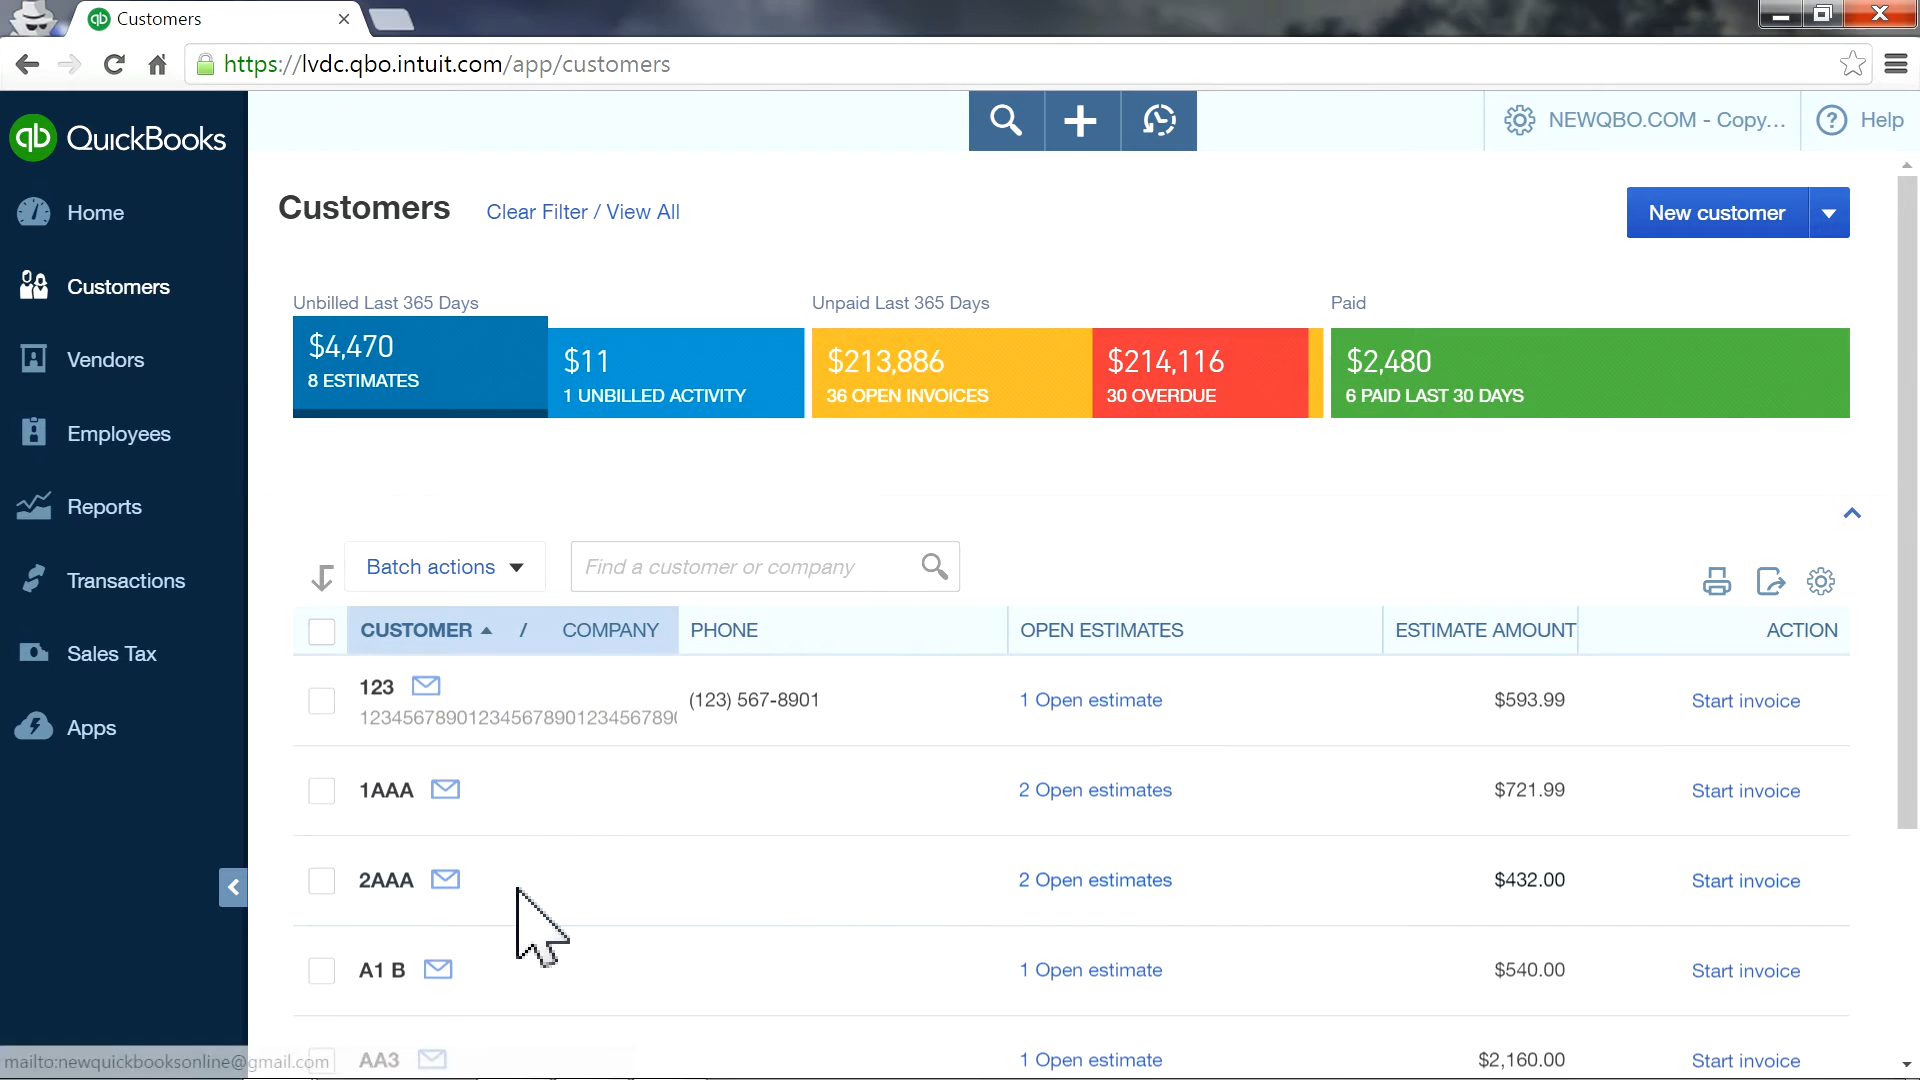 Customers
https://lvdc.qbo.intuit.com/app/customers
qb QuickBooks
NEWQBO.COM - Copy...
? Help
Home
Customers
Vendors
Employees
Reports
Transactions
Sales Tax
Apps
Customers Clear Filter / View All
New customer
Unbilled Last 365 Days Unpaid Last 365 Days Paid
$4,470
8 ESTIMATES
$11
1 UNBILLED ACTIVITY
$213,886
36 OPEN INVOICES
$214,116
30 OVERDUE
$2,480
6 PAID LAST 30 DAYS
Batch actions
Find a customer or company
CUSTOMER / COMPANY PHONE OPEN ESTIMATES ESTIMATE AMOUNT ACTION
123 (123) 567-8901 1 Open estimate $593.99 Start invoice
123456789012345678901234567890
1AAA 2 Open estimates $721.99 Start invoice
2AAA 2 Open estimates $432.00 Start invoice
A1 B 1 Open estimate $540.00 Start invoice
AA3 1 Open estimate $2,160.00 Start invoice
mailto:newquickbooksonline@gmail.com